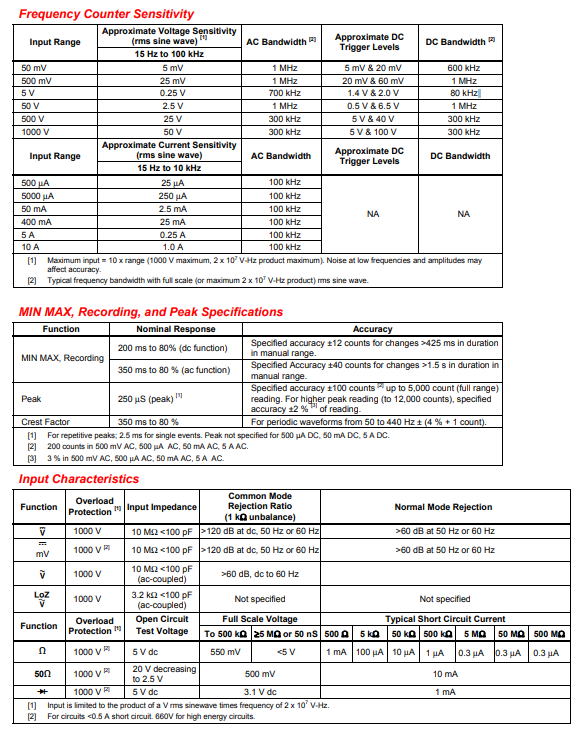 Frequency Counter Sensitivity
Input Range | Approximate Voltage Sensitivity (rms sine wave) [1] | AC Bandwidth [2] | Approximate DC Trigger Levels | DC Bandwidth [2]
15 Hz to 100 kHz
50 mV | 5 mV | 1 MHz | 5 mV & 20 mV | 600 kHz
500 mV | 25 mV | 1 MHz | 20 mV & 60 mV | 1 MHz
5 V | 0.25 V | 700 kHz | 1.4 V & 2.0 V | 80 kHz
50 V | 2.5 V | 1 MHz | 0.5 V & 6.5 V | 1 MHz
500 V | 25 V | 300 kHz | 5 V & 40 V | 300 kHz
1000 V | 50 V | 300 kHz | 5 V & 100 V | 300 kHz
Input Range | Approximate Current Sensitivity (rms sine wave) | AC Bandwidth | Approximate DC Trigger Levels | DC Bandwidth
15 Hz to 10 kHz
500 µA | 25 µA | 100 kHz | NA | NA
5000 µA | 250 µA | 100 kHz
50 mA | 2.5 mA | 100 kHz
400 mA | 25 mA | 100 kHz
5 A | 0.25 A | 100 kHz
10 A | 1.0 A | 100 kHz
[1] Maximum input = 10 x range (1000 V maximum, 2 x 10⁷ V-Hz product maximum). Noise at low frequencies and amplitudes may
affect accuracy.
[2] Typical frequency bandwidth with full scale (or maximum 2 x 10⁷ V-Hz product) rms sine wave.
MIN MAX, Recording, and Peak Specifications
Function | Nominal Response | Accuracy
MIN MAX, Recording | 200 ms to 80% (dc function) | Specified accuracy ±12 counts for changes >425 ms in duration
in manual range.
350 ms to 80 % (ac function) | Specified Accuracy ±40 counts for changes >1.5 s in duration in
manual range.
Peak | 250 µS (peak) [1] | Specified accuracy ±100 counts [2] up to 5,000 count (full range)
reading. For higher peak reading (to 12,000 counts), specified
accuracy ±2 % [3] of reading.
Crest Factor | 350 ms to 80 % | For periodic waveforms from 50 to 440 Hz ± (4 % + 1 count).
[1] For repetitive peaks; 2.5 ms for single events. Peak not specified for 500 µA DC, 50 mA DC, 5 A DC.
[2] 200 counts in 500 mV AC, 500 µA AC, 50 mA AC, 5 A AC.
[3] 3 % in 500 mV AC, 500 µA AC, 50 mA AC, 5 A AC.
Input Characteristics
Function | Overload Protection [1] | Input Impedance | Common Mode Rejection Ratio (1 kΩ unbalance) | Normal Mode Rejection
V | 1000 V | 10 MΩ <100 pF | >120 dB at dc, 50 Hz or 60 Hz | >60 dB at 50 Hz or 60 Hz
mV | 1000 V [2] | 10 MΩ <100 pF | >120 dB at dc, 50 Hz or 60 Hz | >60 dB at 50 Hz or 60 Hz
Ṽ | 1000 V | 10 MΩ <100 pF (ac-coupled) | >60 dB, dc to 60 Hz
LoZ Ṽ | 1000 V | 3.2 kΩ <100 pF (ac-coupled) | Not specified | Not specified
Function | Overload Protection [1] | Open Circuit Test Voltage | Full Scale Voltage | Typical Short Circuit Current
To 500 kΩ | ≥5 MΩ or 50 nS | 500 Ω | 5 kΩ | 50 kΩ | 500 kΩ | 5 MΩ | 50 MΩ | 500 MΩ
Ω | 1000 V [2] | 5 V dc | 550 mV | <5 V | 1 mA | 100 µA | 10 µA | 1 µA | 0.3 µA | 0.3 µA | 0.3 µA
50Ω | 1000 V [2] | 20 V decreasing to 2.5 V | 500 mV | 10 mA
1000 V [2] | 5 V dc | 3.1 V dc | 1 mA
[1] Input is limited to the product of a V rms sinewave times frequency of 2 x 10⁷ V-Hz.
[2] For circuits <0.5 A short circuit. 660V for high energy circuits.